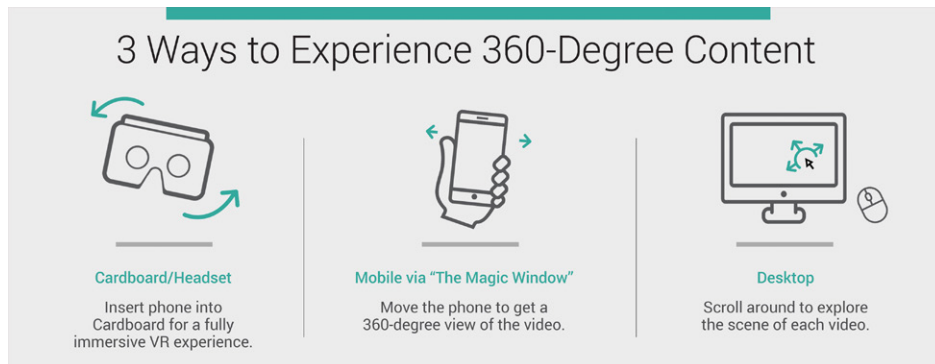 3 Ways to Experience 360-Degree Content
Cardboard/Headset
Insert phone into
Cardboard for a fully
immersive VR experience.
Mobile via “The Magic Window”
Move the phone to get a
360-degree view of the video.
Desktop
Scroll around to explore
the scene of each video.